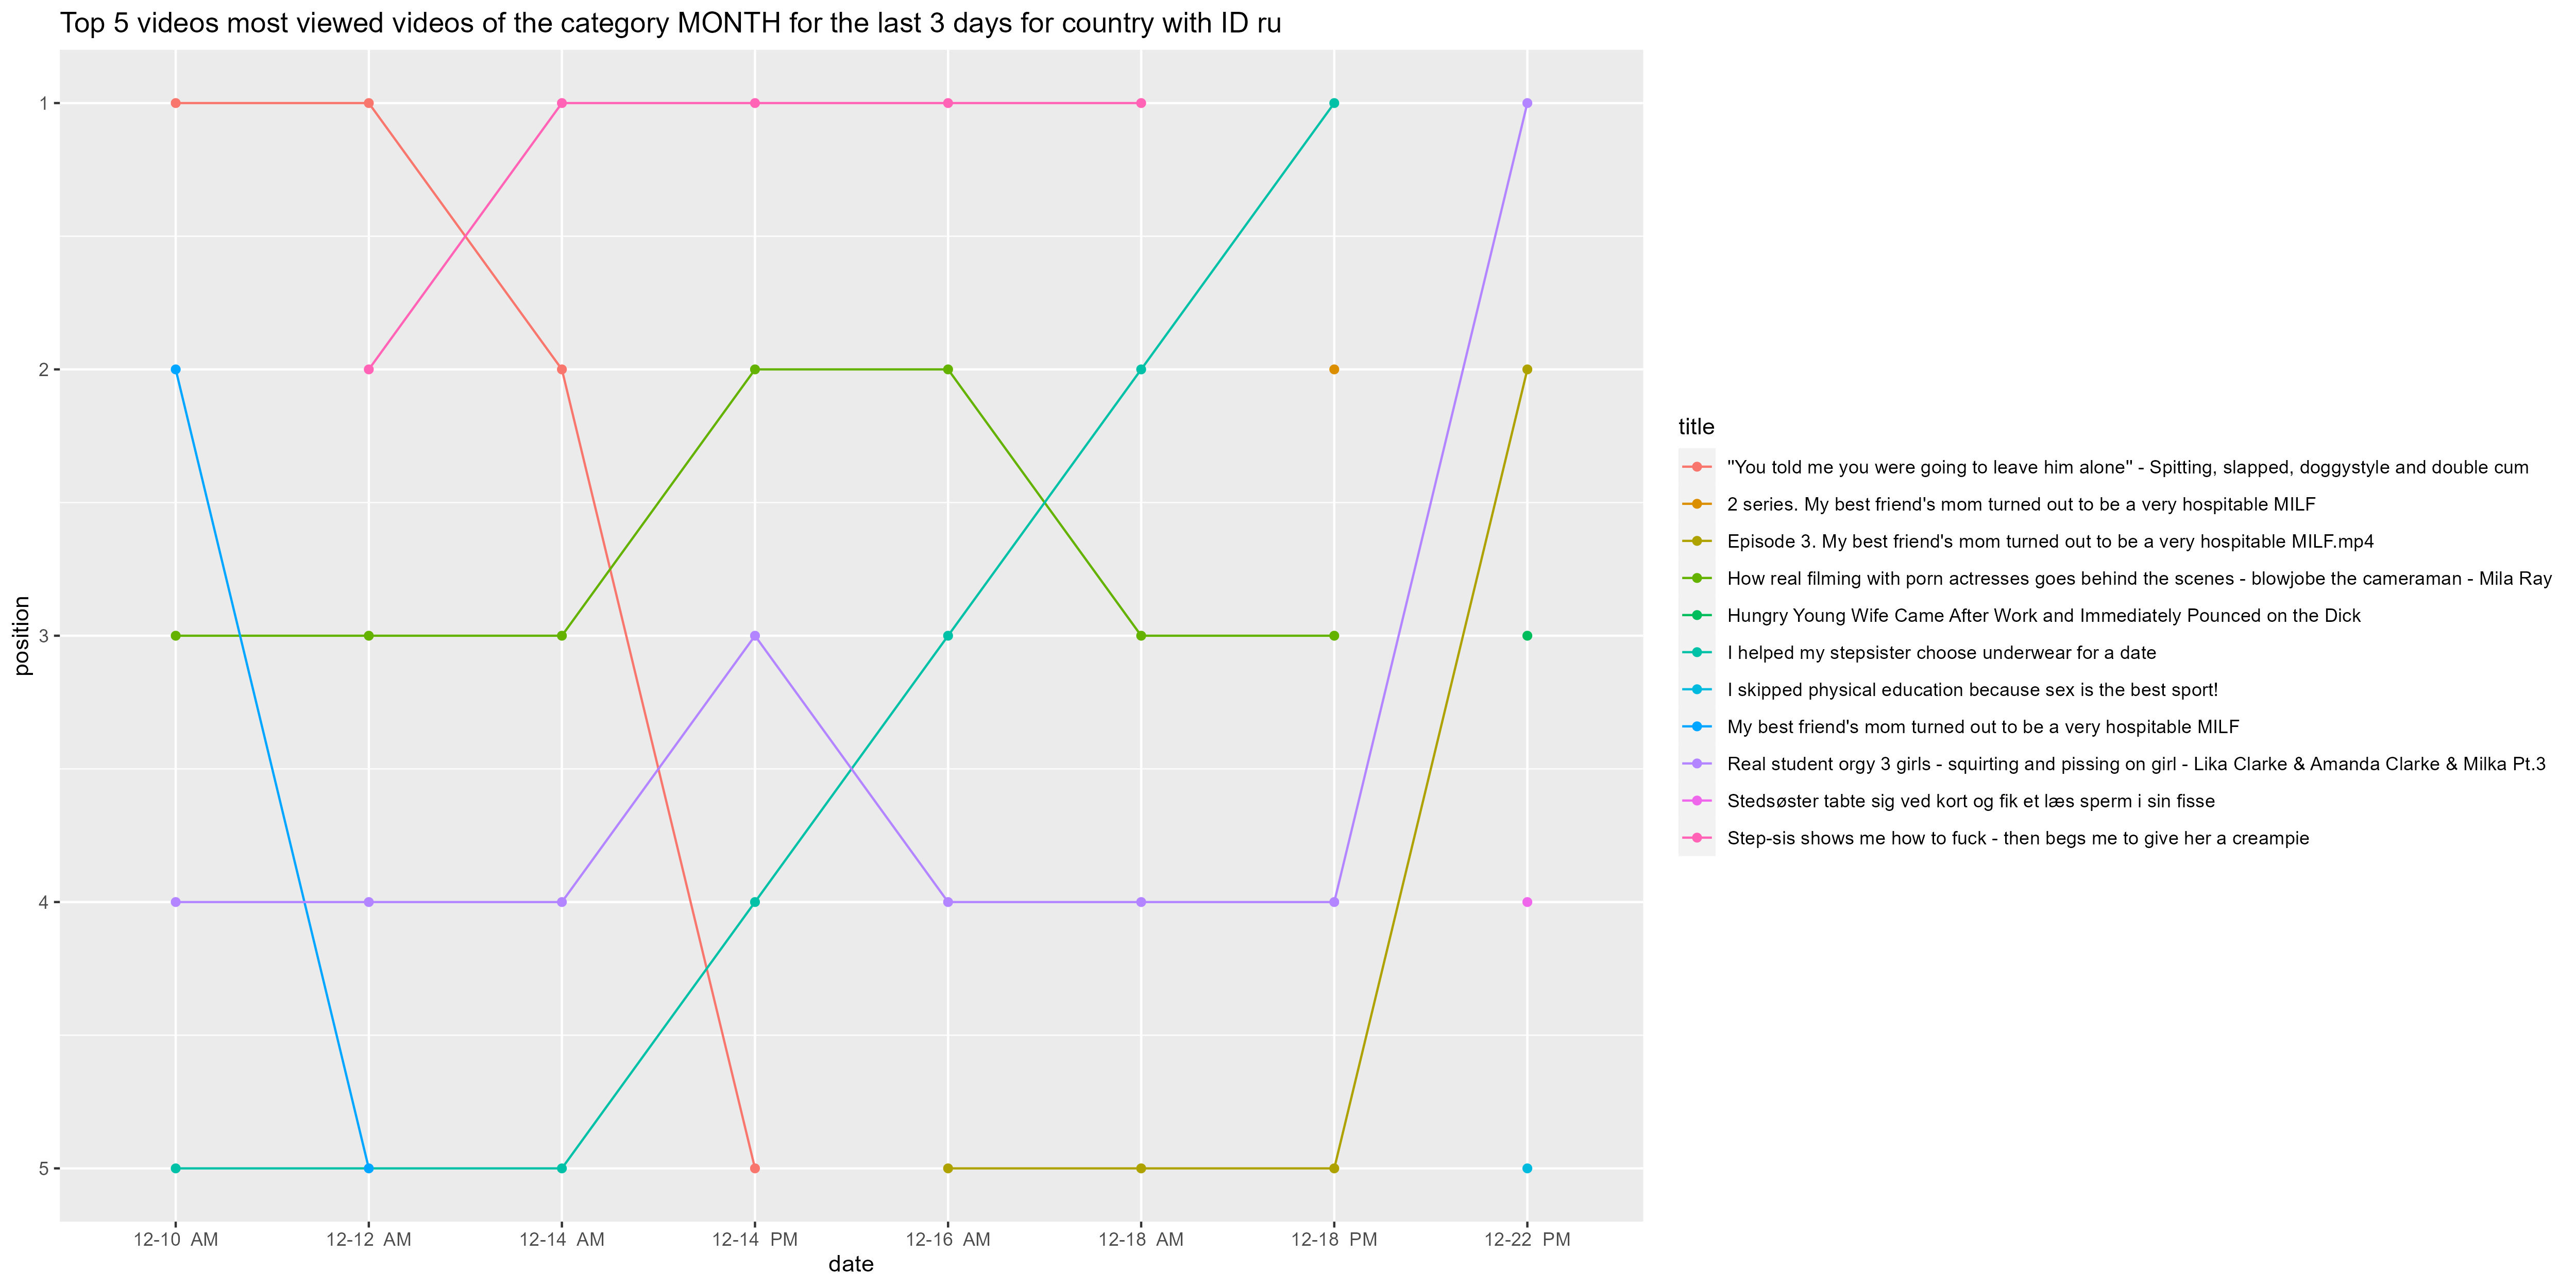 Top 5 videos most viewed videos of the category MONTH for the last 3 days for country with ID ru
position
1
2
3
4
5
12-10 AM
12-12 AM
12-14 AM
12-14 PM
12-16 AM
12-18 AM
12-18 PM
12-22 PM
date
title
"You told me you were going to leave him alone" - Spitting, slapped, doggystyle and double cum
2 series. My best friend's mom turned out to be a very hospitable MILF
Episode 3. My best friend's mom turned out to be a very hospitable MILF.mp4
How real filming with porn actresses goes behind the scenes - blowjobe the cameraman - Mila Ray
Hungry Young Wife Came After Work and Immediately Pounced on the Dick
I helped my stepsister choose underwear for a date
I skipped physical education because sex is the best sport!
My best friend's mom turned out to be a very hospitable MILF
Real student orgy 3 girls - squirting and pissing on girl - Lika Clarke & Amanda Clarke & Milka Pt.3
Stedsøster tabte sig ved kort og fik et læs sperm i sin fisse
Step-sis shows me how to fuck - then begs me to give her a creampie